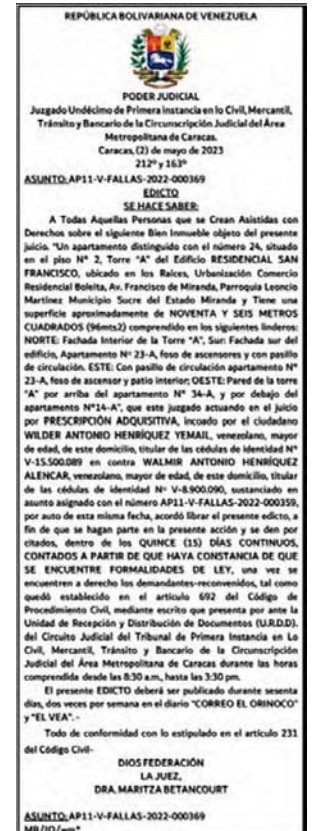 REPÚBLICA BOLIVARIANA DE VENEZUELA
PODER JUDICIAL
Juzgado Undécimo de Primera instancia en lo Civil, Mercantil,
Tránsito y Bancario de la Circunscripción Judicial del Área
Metropolitana de Caracas.
Caracas, (2) de mayo de 2023
212º y 163º
ASUNTO: AP11-V-FALLAS-2022-000369
EDICTO
SE HACE SABER:
A Todas Aquellas Personas que se Crean Asistidas con
Derechos sobre el siguiente Bien Inmueble objeto del presente
juicio. "Un apartamento distinguido con el número 24, situado
en el piso Nº 2, Torre "A" del Edificio RESIDENCIAL SAN
FRANCISCO, ubicado en los Raíces, Urbanización Comercio
Residencial Boleita, Av. Francisco de Miranda, Parroquia Leoncio
Martínez Municipio Sucre del Estado Miranda y Tiene una
superficie aproximadamente de NOVENTA Y SEIS METROS
CUADRADOS (96mts2) comprendido en los siguientes linderos:
NORTE: Fachada Interior de la Torre "A", Sur: Fachada sur del
edificio, Apartamento Nº 23-A, foso de ascensores y con pasillo
de circulación. ESTE: Con pasillo de circulación apartamento Nº
23-A, foso de ascensor y patio interior; OESTE: Pared de la torre
"A" por arriba del apartamento Nº 34-A, y por debajo del
apartamento Nº14-A", que este juzgado actuando en el juicio
por PRESCRIPCIÓN ADQUISITIVA, incoado por el ciudadano
WILDER ANTONIO HENRÍQUEZ YEMAIL, venezolano, mayor
de edad, de este domicilio, titular de las cédulas de identidad Nº
V-15.500.089 en contra WALMIR ANTONIO HENRÍQUEZ
ALENCAR, venezolano, mayor de edad, de este domicilio, titular
de las cédulas de identidad Nº V-8.900.090, sustanciado en
asunto asignado con el número AP11-V-FALLAS-2022-000359,
por auto de esta misma fecha, acordó librar el presente edicto, a
fin de que se hagan parte en la presente acción y se den por
citados, dentro de los QUINCE (15) DÍAS CONTINUOS,
CONTADOS A PARTIR DE QUE HAYA CONSTANCIA DE QUE
SE ENCUENTRE FORMALIDADES DE LEY, una vez se
encuentren a derecho los demandantes-reconvenidos, tal como
quedó establecido en el artículo 692 del Código de
Procedimiento Civil, mediante escrito que presenta por ante la
Unidad de Recepción y Distribución de Documentos (U.R.D.D).
del Circuito Judicial del Tribunal de Primera Instancia en Lo
Civil, Mercantil, Tránsito y Bancario de la Circunscripción
Judicial del Área Metropolitana de Caracas durante las horas
comprendida desde las 8:30 a.m., hasta las 3:30 pm.
El presente EDICTO deberá ser publicado durante sesenta
días, dos veces por semana en el diario "CORREO EL ORINOCO"
y "EL VEA". -
Todo de conformidad con lo estipulado en el artículo 231
del Código Civil-
DIOS FEDERACIÓN
LA JUEZ,
DRA. MARITZA BETANCOURT
ASUNTO: AP11-V-FALLAS-2022-000369